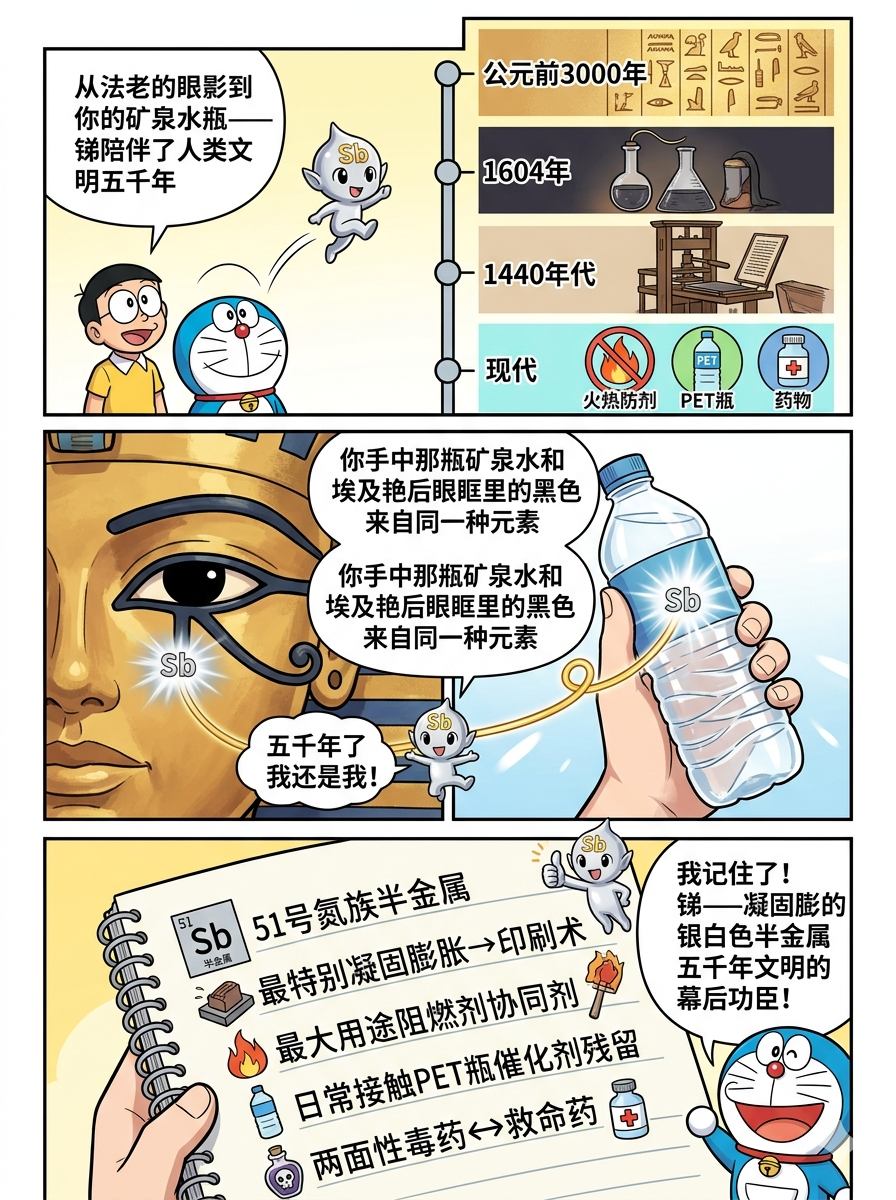 从法老的眼影到
你的矿泉水瓶——
锑陪伴了人类文
明五千年
Sb
公元前3000年
1604年
1440年代
现代
PET
火热防剂
PET瓶
药物
你手中那瓶矿泉水和
埃及艳后眼眶里的黑色
来自同一种元素
你手中那瓶矿泉水和
埃及艳后眼眶里的黑色
来自同一种元素
Sb
Sb
五千年了
我还是我！
Sb
Sb
51
Sb
半金属
51号氮族半金属
最特别凝固膨胀→印刷术
最大用途阻燃剂协同剂
日常接触PET瓶催化剂残留
两面性毒药↔救命药
我记住了！
锑——凝固膨的
银白色半金属
五千年文明的
幕后功臣！